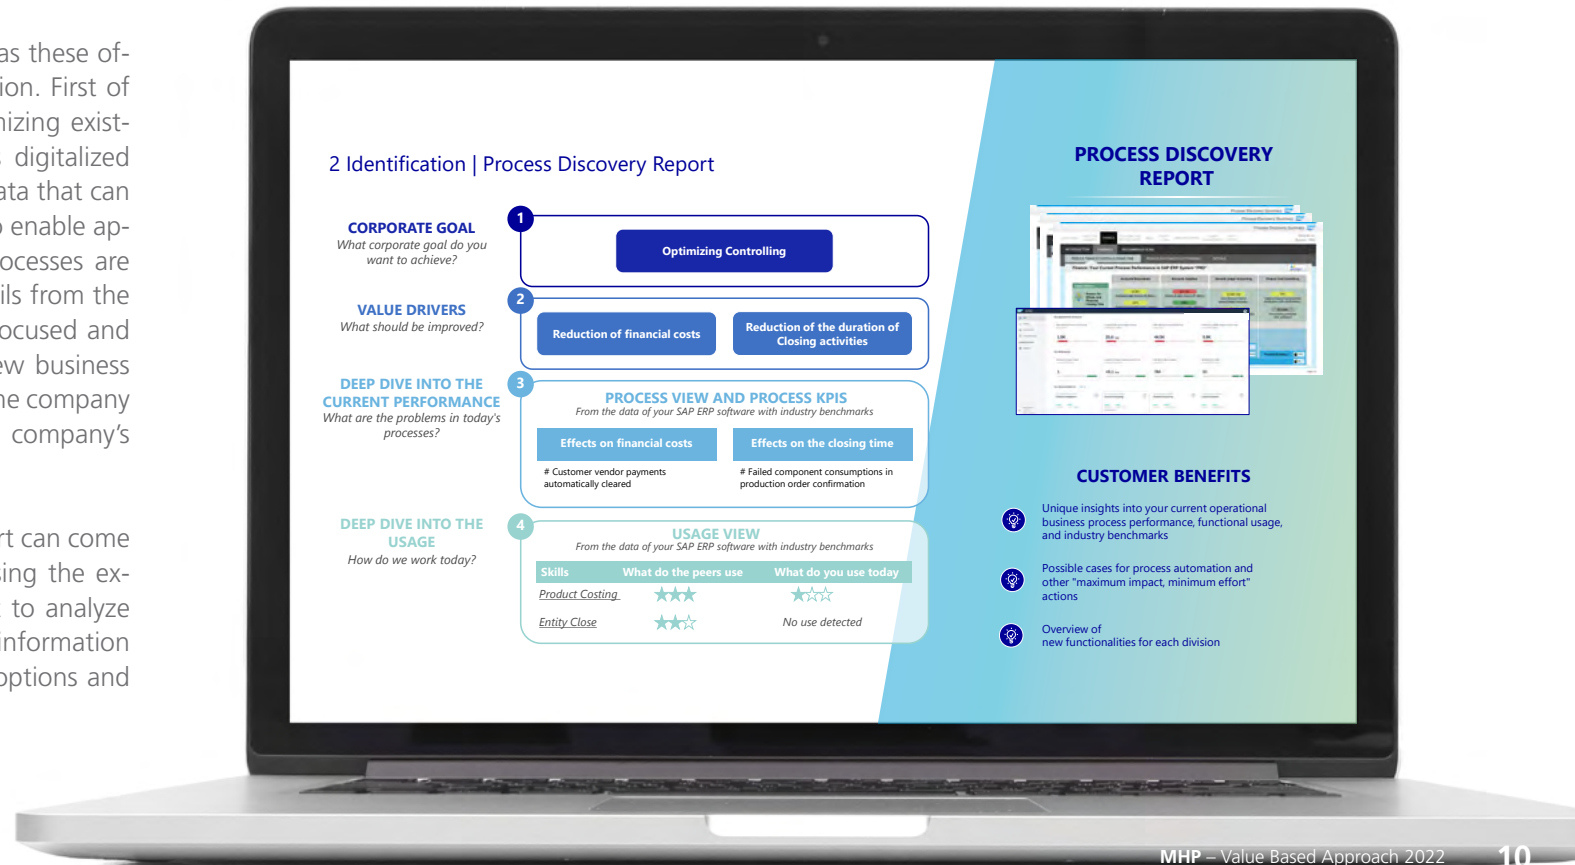 as these of-
tion. First of
mizing exist-
digitalized
ata that can
o enable ap-
ocesses are
ails from the
ocused and
ew business
he company
company's
rt can come
sing the ex-
t to analyze
information
options and
2 Identification | Process Discovery Report
CORPORATE GOAL
What corporate goal do you
want to achieve?
1
Optimizing Controlling
VALUE DRIVERS
What should be improved?
2
Reduction of financial costs
Reduction of the duration of
Closing activities
DEEP DIVE INTO THE
CURRENT PERFORMANCE
What are the problems in today's
processes?
3
PROCESS VIEW AND PROCESS KPIS
From the data of your SAP ERP software with industry benchmarks
Effects on financial costs
Effects on the closing time
# Customer vendor payments
automatically cleared
# Failed component consumptions in
production order confirmation
DEEP DIVE INTO THE
USAGE
How do we work today?
4
USAGE VIEW
From the data of your SAP ERP software with industry benchmarks
Skills What do the peers use What do you use today
Product Costing ★★★ ★☆☆
Entity Close ★★☆ No use detected
PROCESS DISCOVERY
REPORT
CUSTOMER BENEFITS
Unique insights into your current operational
business process performance, functional usage,
and industry benchmarks
Possible cases for process automation and
other "maximum impact, minimum effort"
actions
Overview of
new functionalities for each division
MHP – Value Based Approach 2022 10